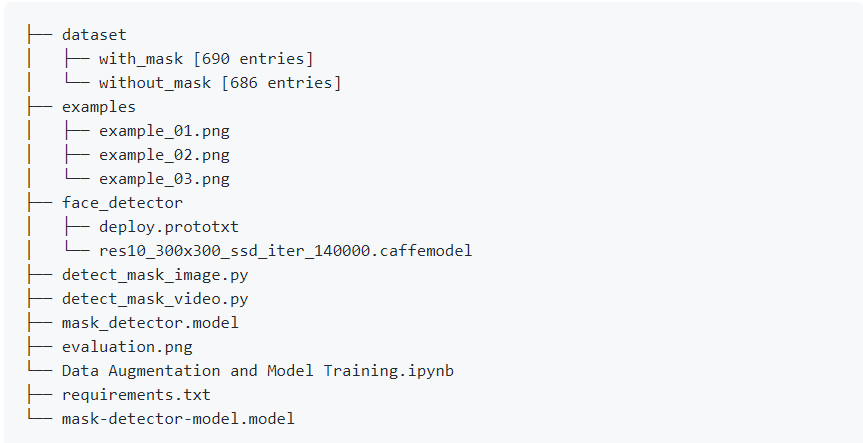 ├── dataset
│   ├── with_mask [690 entries]
│   └── without_mask [686 entries]
├── examples
│   ├── example_01.png
│   ├── example_02.png
│   └── example_03.png
├── face_detector
│   ├── deploy.prototxt
│   └── res10_300x300_ssd_iter_140000.caffemodel
├── detect_mask_image.py
├── detect_mask_video.py
├── mask_detector.model
├── evaluation.png
└── Data Augmentation and Model Training.ipynb
├── requirements.txt
└── mask-detector-model.model